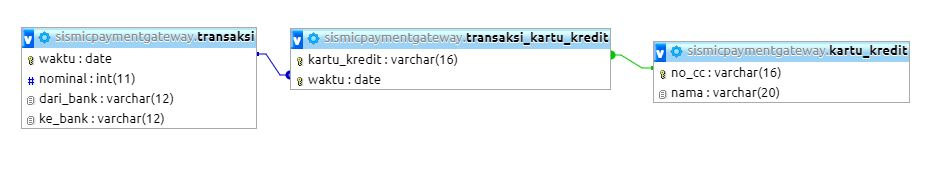 sismicpaymentgateway.transaksi
waktu : date
nominal : int(11)
dari_bank : varchar(12)
ke_bank : varchar(12)
sismicpaymentgateway.transaksi_kartu_kredit
kartu_kredit : varchar(16)
waktu : date
sismicpaymentgateway.kartu_kredit
no_cc : varchar(16)
nama : varchar(20)